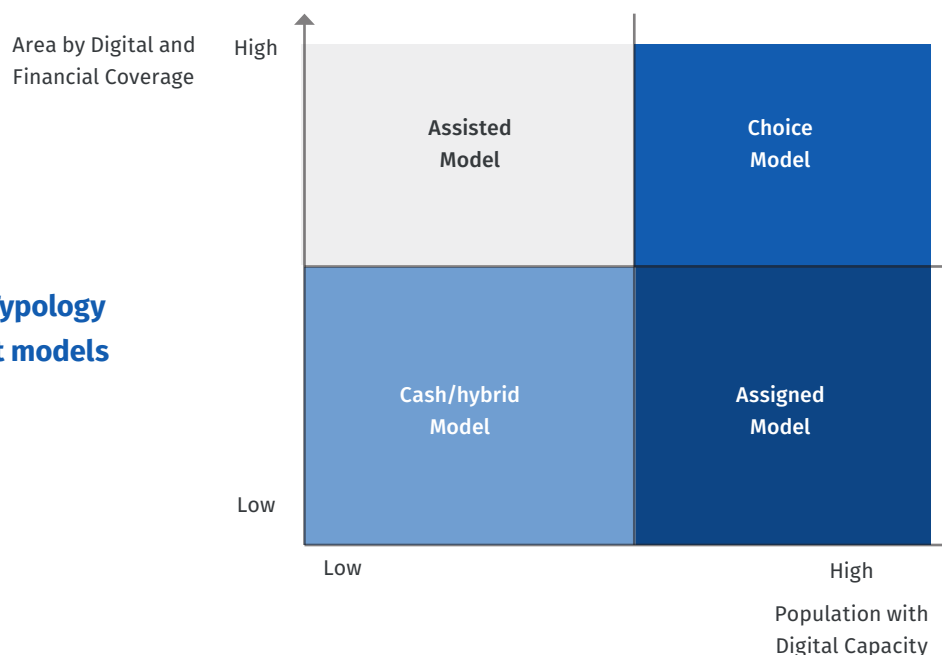 Area by Digital and
Financial Coverage
High
Assisted
Model
Choice
Model
ypology
t models
Cash/hybrid
Model
Assigned
Model
Low
Low
High
Population with
Digital Capacity